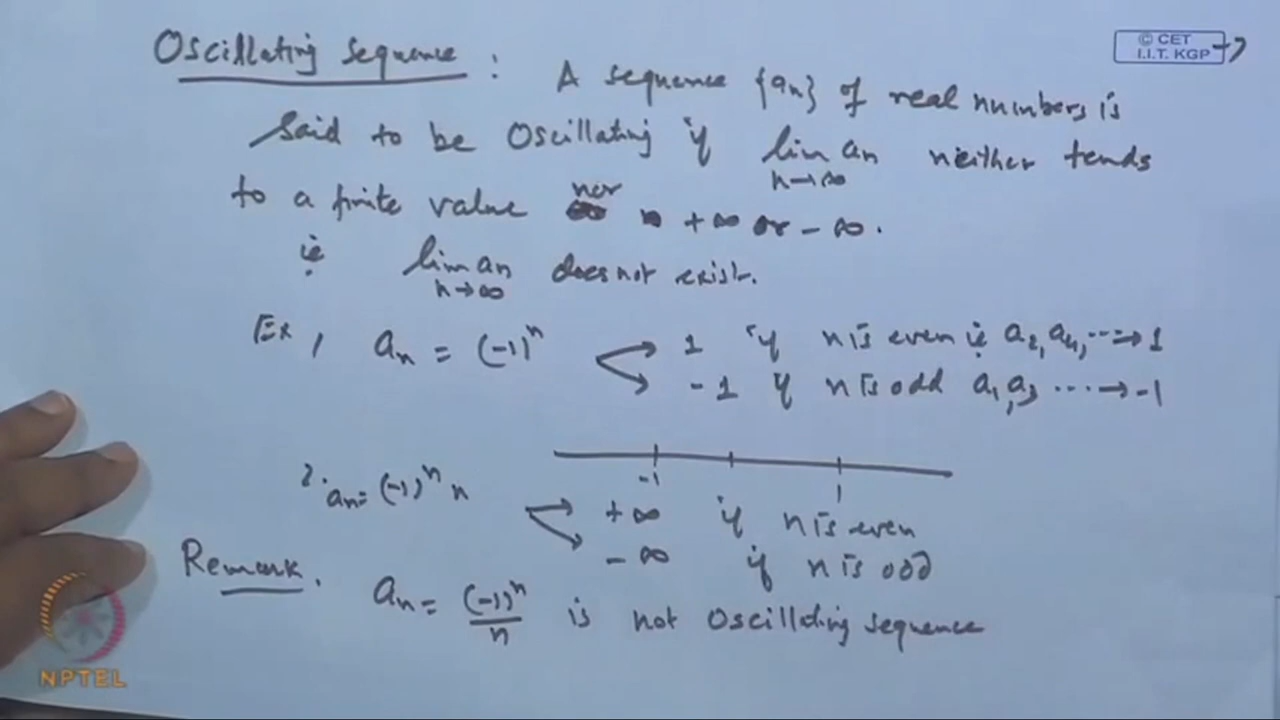 Oscillating sequence : A sequence {an} of real numbers is
© CET
I.I.T. KGP
said to be Oscillating if lim an neither tends
n→∞
to a finite value nor +∞ or -∞.
ie lim an does not exist.
n→∞
Ex, an = (-1)^n 1 if n is even ie a2, a4, ... → 1
-1 if n is odd a1, a3 ... → -1
-1 1
2. an = (-1)^n n +∞ if n is even
-∞ if n is odd
Remark. an = (-1)^n / n is not oscillating sequence
NPTEL